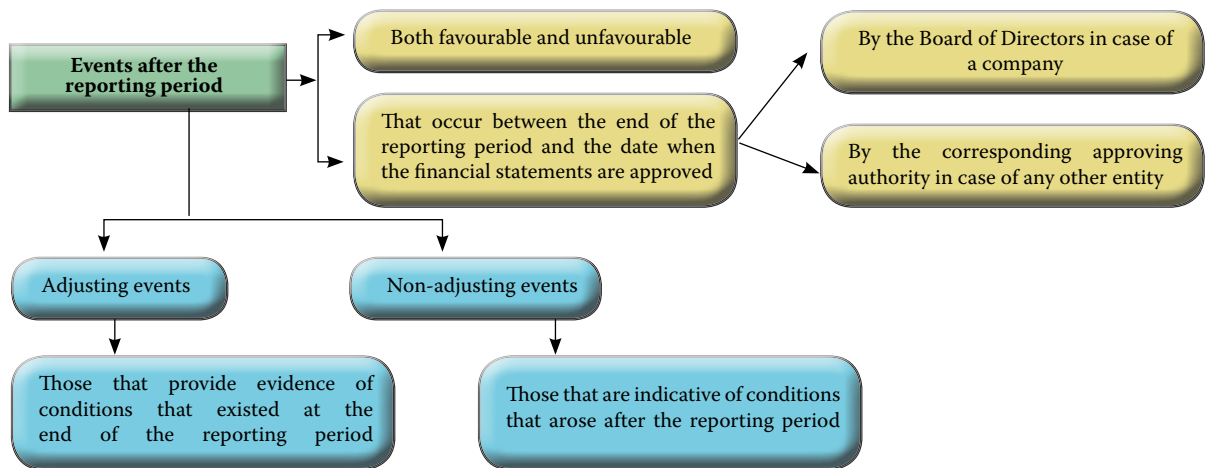 Events after the
reporting period
Both favourable and unfavourable
That occur between the end of the
reporting period and the date when
the financial statements are approved
By the Board of Directors in case of
a company
By the corresponding approving
authority in case of any other entity
Adjusting events
Non-adjusting events
Those that provide evidence of
conditions that existed at the
end of the reporting period
Those that are indicative of conditions
that arose after the reporting period